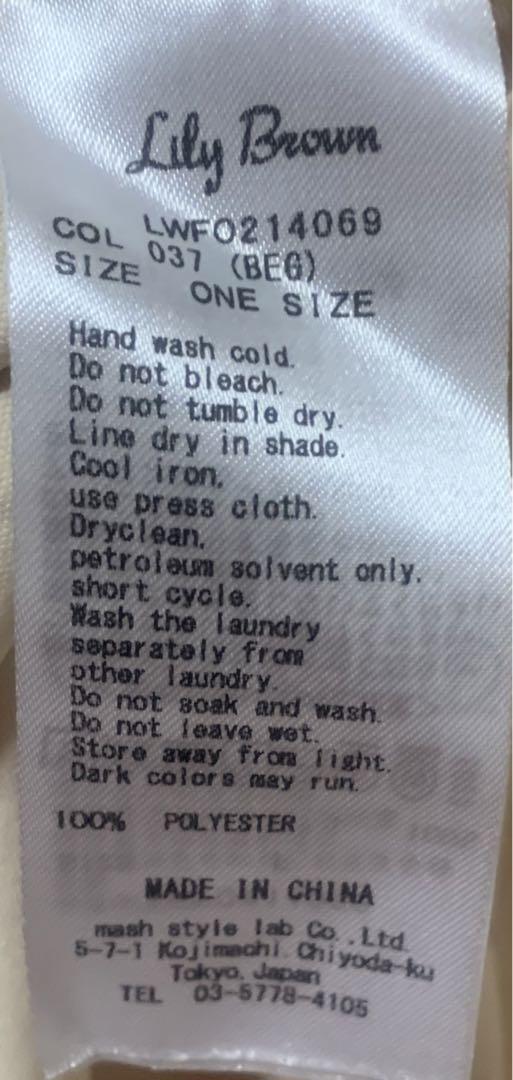 Lily Brown
LWFO214069
COL 037 (BEG)
SIZE ONE SIZE
Hand wash cold.
Do not bleach.
Do not tumble dry.
Line dry in shade.
Cool iron,
use press cloth.
Dryclean,
petroleum solvent only.
short cycle.
Wash the laundry
separately from
other laundry.
Do not soak and wash.
Do not leave wet.
Store away from light.
Dark colors may run.
100% POLYESTER
MADE IN CHINA
mash style lab Co.,Ltd.
5-7-1 Kojimachi. Chiyoda-ku
Tokyo, Japan
TEL 03-5778-4105